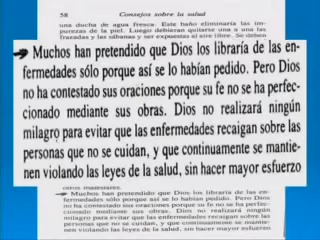 58 Consejos sobre la salud
una ducha de agua fresca. Este baño eliminaría las im-
purezas de la piel. Luego debieran quitarse una a una las
frazadas y las sábanas y ser expuestas al aire libre. Se deben
Muchos han pretendido que Dios los libraría de las en-
fermedades sólo porque así se lo habían pedido. Pero Dios
no ha contestado sus oraciones porque su fe no se ha perfec-
cionado mediante sus obras. Dios no realizará ningún
milagro para evitar que las enfermedades recaigan sobre las
personas que no se cuidan, y que continuamente se mantie-
nen violando las leyes de la salud, sin hacer mayor esfuerzo
otros malestares.
Muchos han pretendido que Dios los libraría de las en-
fermedades sólo porque así se lo habían pedido. Pero Dios
no ha contestado sus oraciones porque su fe no se ha perfec-
cionado mediante sus obras. Dios no realizará ningún
milagro para evitar que las enfermedades recaigan sobre las
personas que no se cuidan, y que continuamente se mantie-
nen violando las leyes de la salud, sin hacer mayor esfuerzo